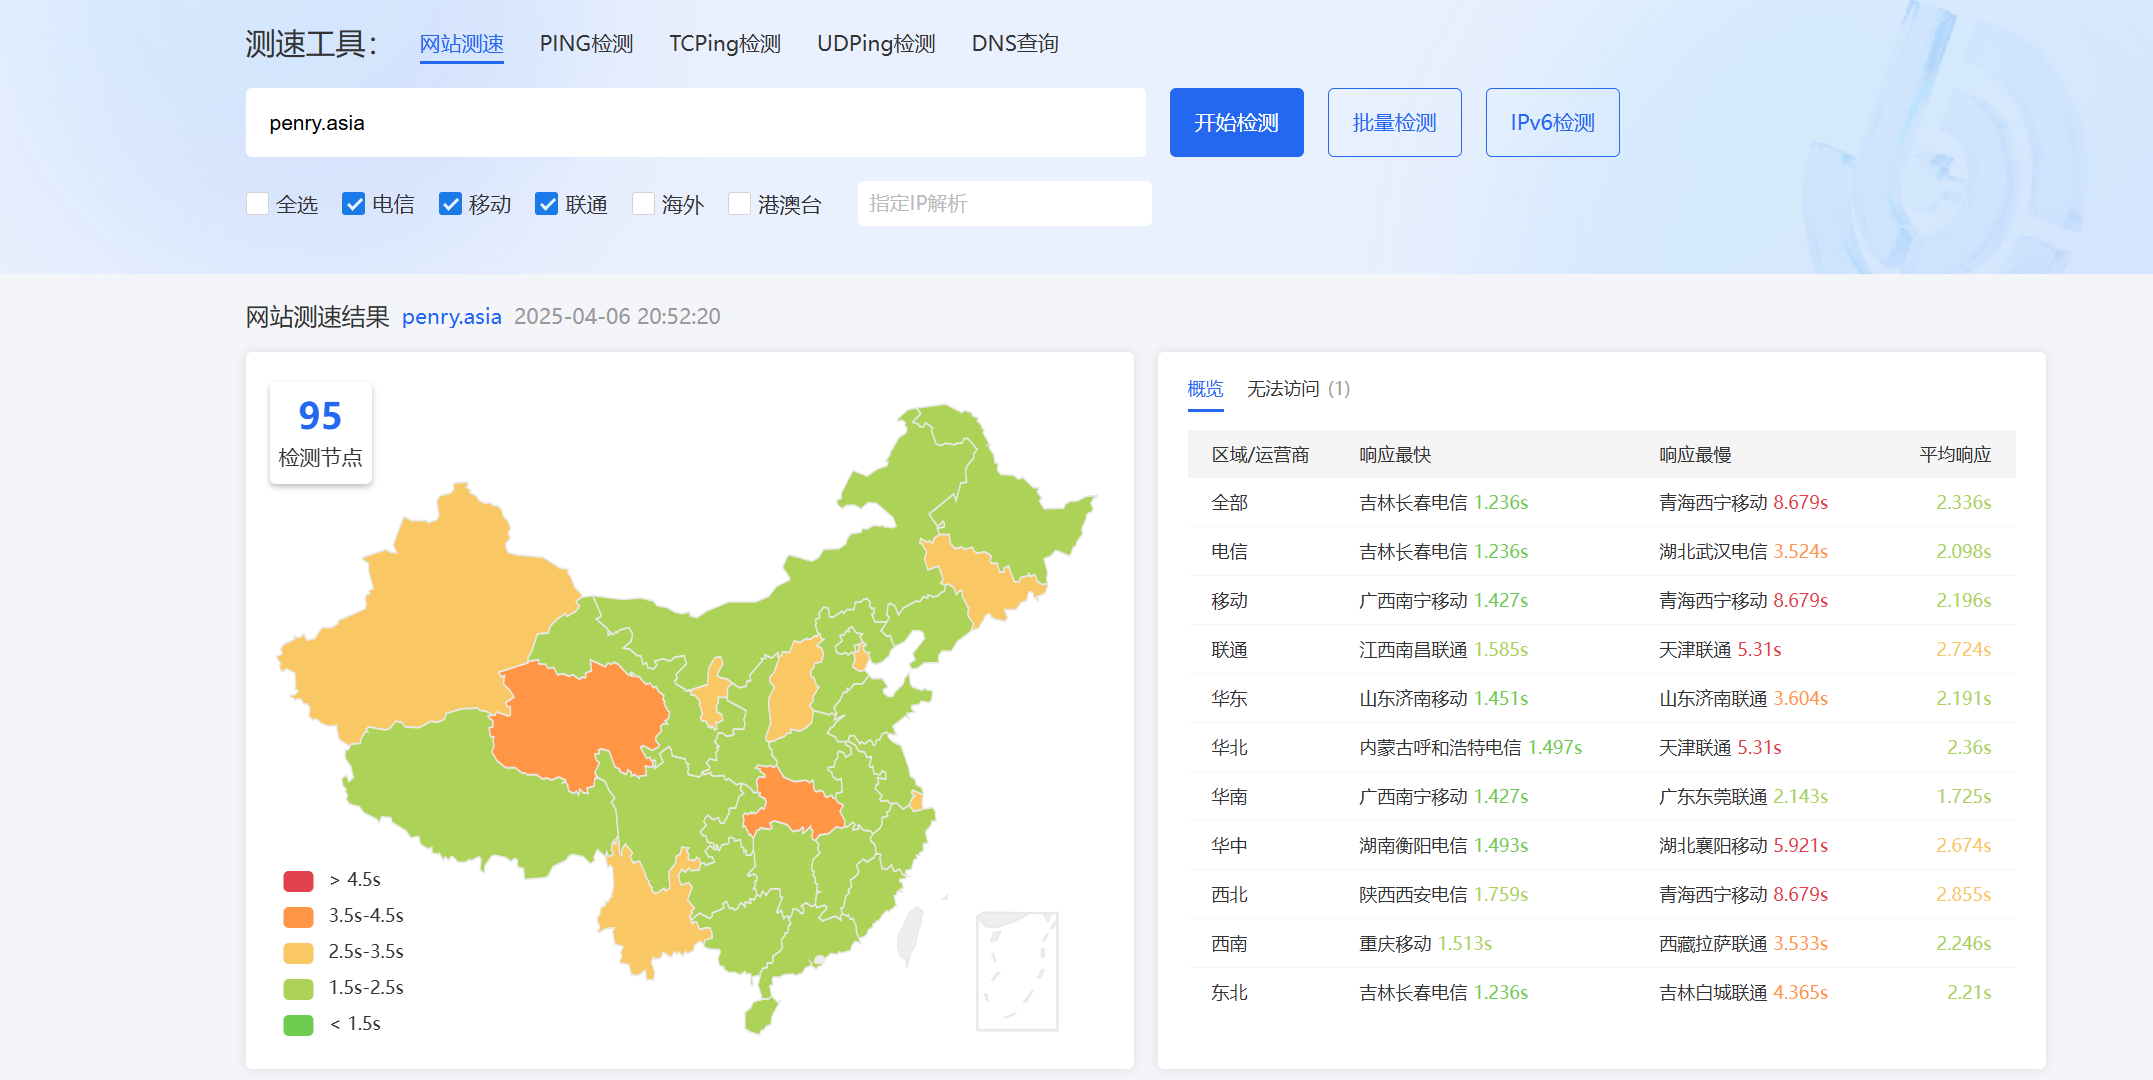 测速工具： 网站测速 PING检测 TCPing检测 UDPing检测 DNS查询
penry.asia 开始检测 批量检测 IPv6检测
全选 电信 移动 联通 海外 港澳台 指定IP解析
网站测速结果 penry.asia 2025-04-06 20:52:20
95
检测节点
> 4.5s
3.5s-4.5s
2.5s-3.5s
1.5s-2.5s
< 1.5s
概览 无法访问 (1)
区域/运营商 响应最快 响应最慢 平均响应
全部 吉林长春电信 1.236s 青海西宁移动 8.679s 2.336s
电信 吉林长春电信 1.236s 湖北武汉电信 3.524s 2.098s
移动 广西南宁移动 1.427s 青海西宁移动 8.679s 2.196s
联通 江西南昌联通 1.585s 天津联通 5.31s 2.724s
华东 山东济南移动 1.451s 山东济南联通 3.604s 2.191s
华北 内蒙古呼和浩特电信 1.497s 天津联通 5.31s 2.36s
华南 广西南宁移动 1.427s 广东东莞联通 2.143s 1.725s
华中 湖南衡阳电信 1.493s 湖北襄阳移动 5.921s 2.674s
西北 陕西西安电信 1.759s 青海西宁移动 8.679s 2.855s
西南 重庆移动 1.513s 西藏拉萨联通 3.533s 2.246s
东北 吉林长春电信 1.236s 吉林白城联通 4.365s 2.21s